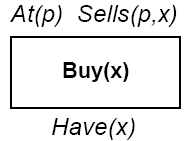 At(p) Sells(p,x)
Buy(x)
Have(x)